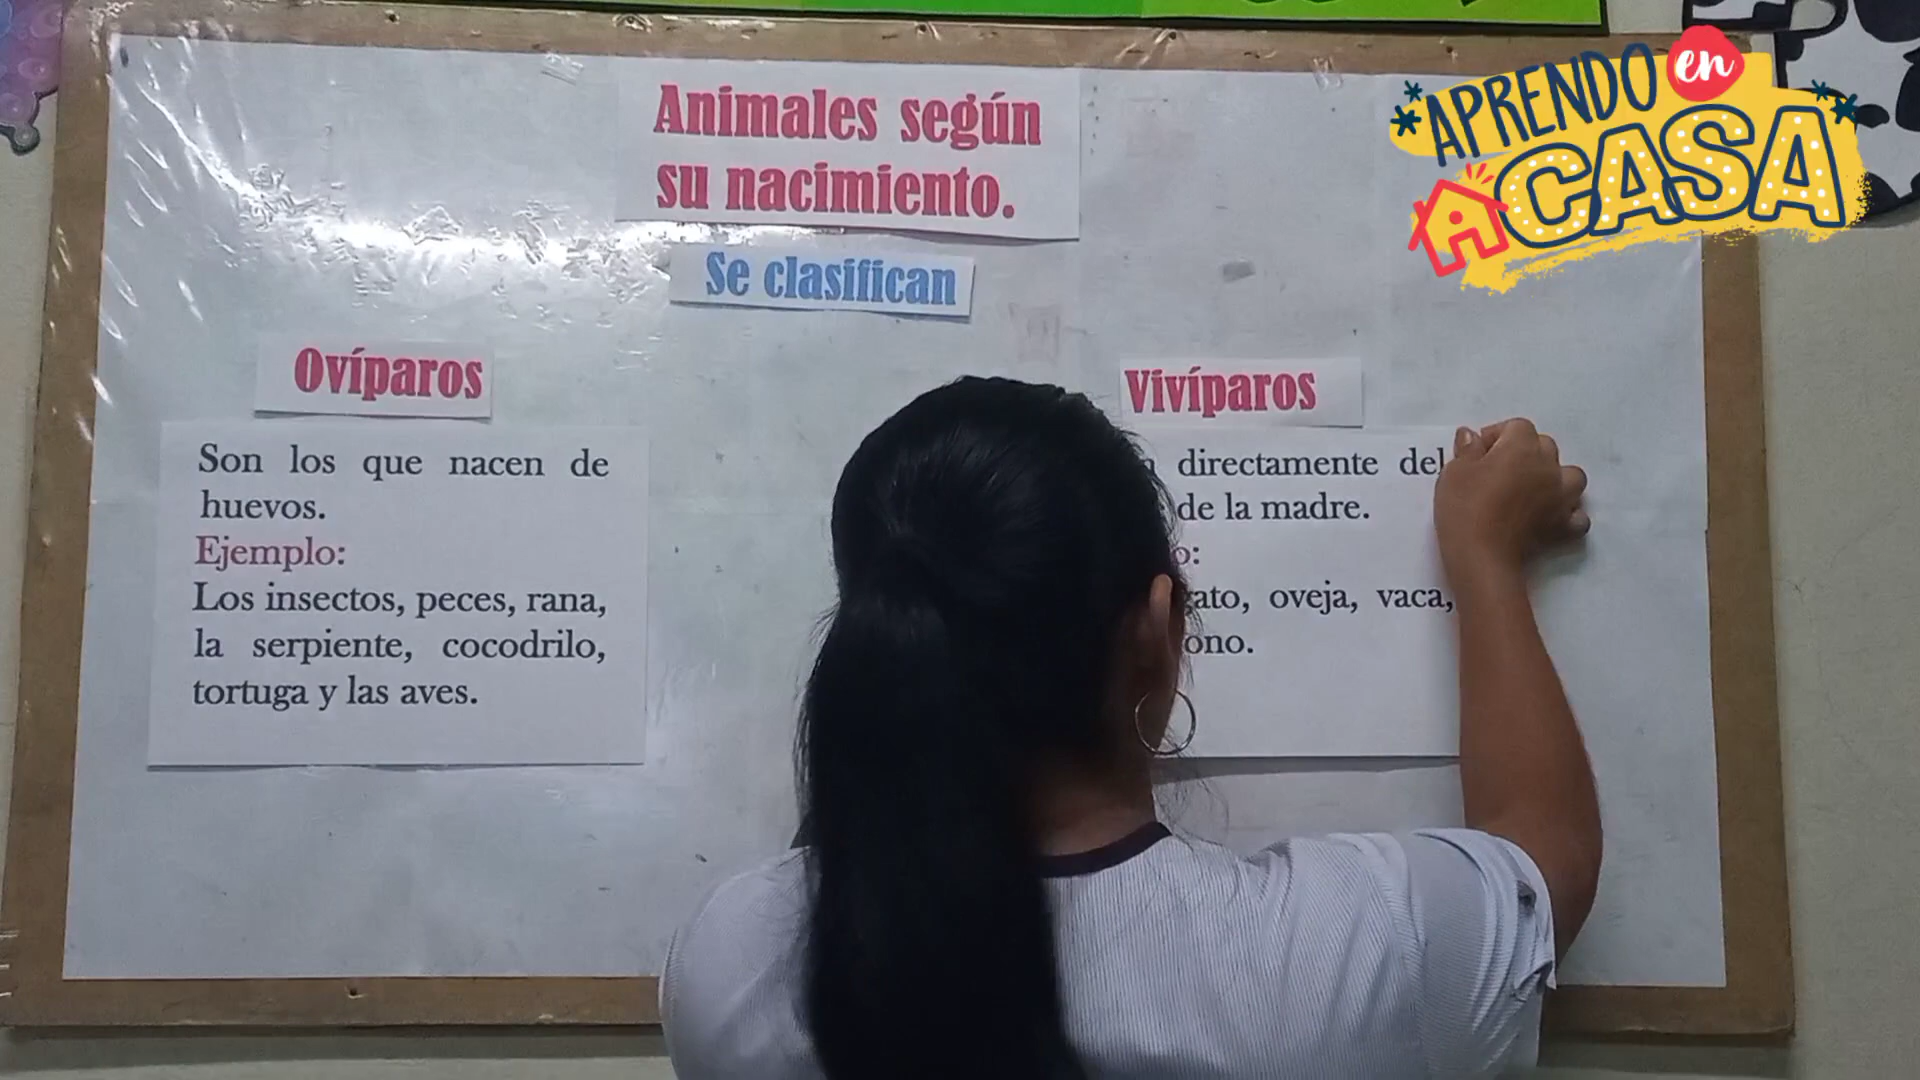 Animales según
su nacimiento.
APRENDO en
CASA
Se clasifican
Ovíparos
Son los que nacen de
huevos.
Ejemplo:
Los insectos, peces, rana,
la serpiente, cocodrilo,
tortuga y las aves.
Vivíparos
directamente del
de la madre.
oveja, vaca,